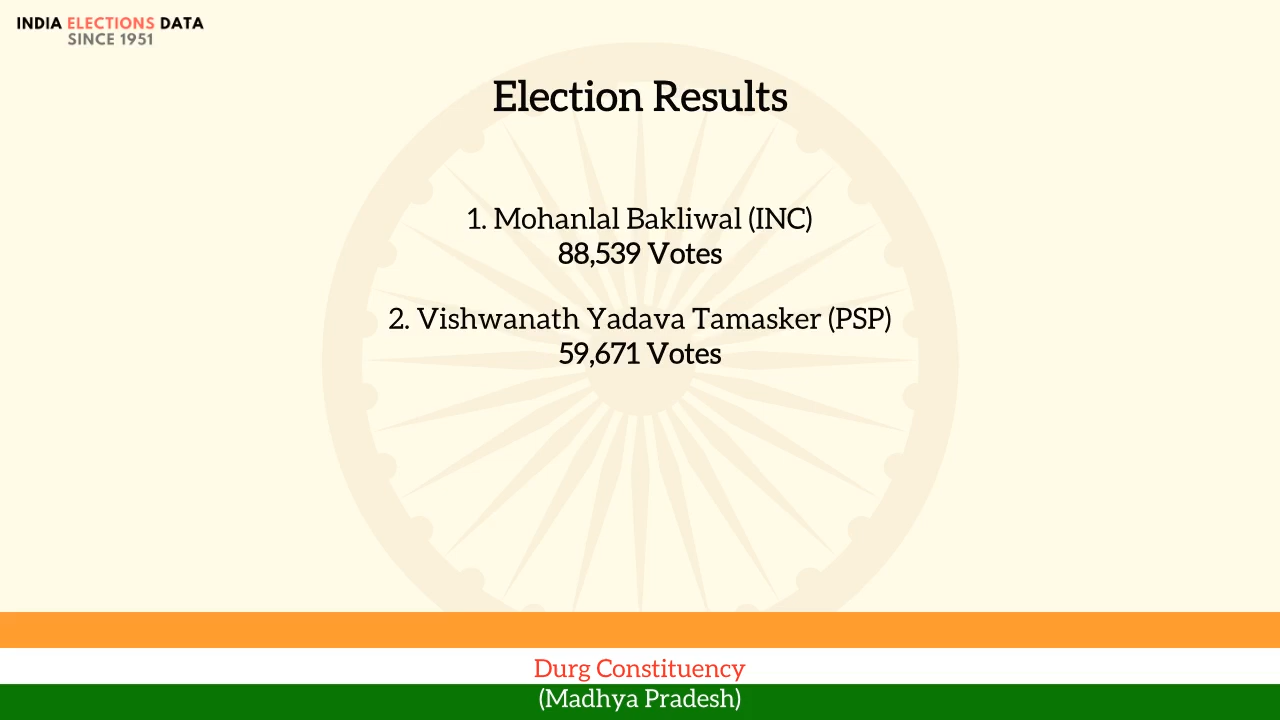 INDIA ELECTIONS DATA
SINCE 1951
Election Results
1. Mohanlal Bakliwal (INC)
88,539 Votes
2. Vishwanath Yadava Tamasker (PSP)
59,671 Votes
Durg Constituency
(Madhya Pradesh)